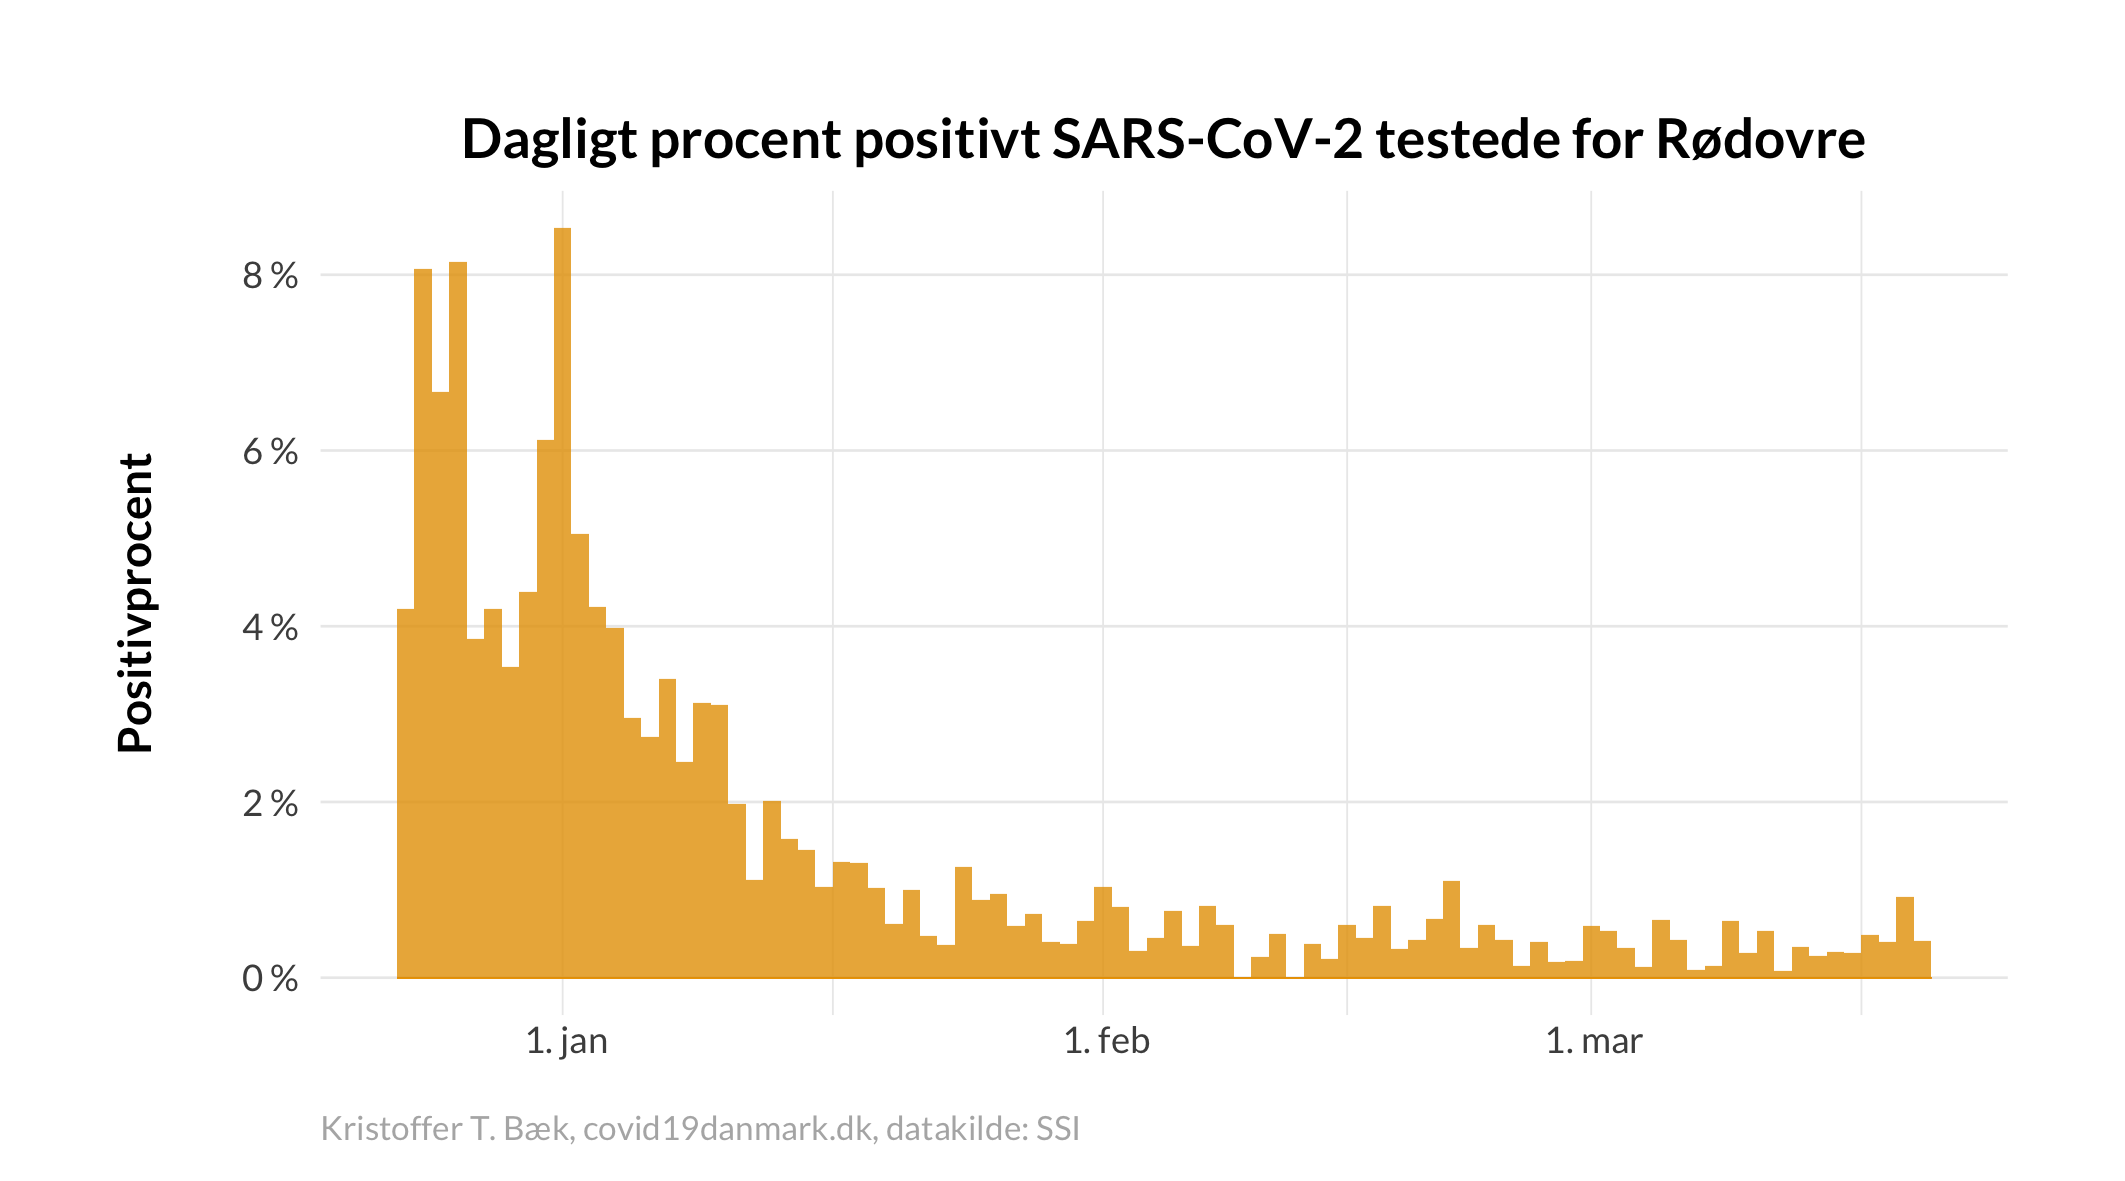 Dagligt procent positivt SARS-CoV-2 testede for Rødovre
Positivprocent
8 %
6 %
4 %
2 %
0 %
1. jan
1. feb
1. mar
Kristoffer T. Bæk, covid19danmark.dk, datakilde: SSI